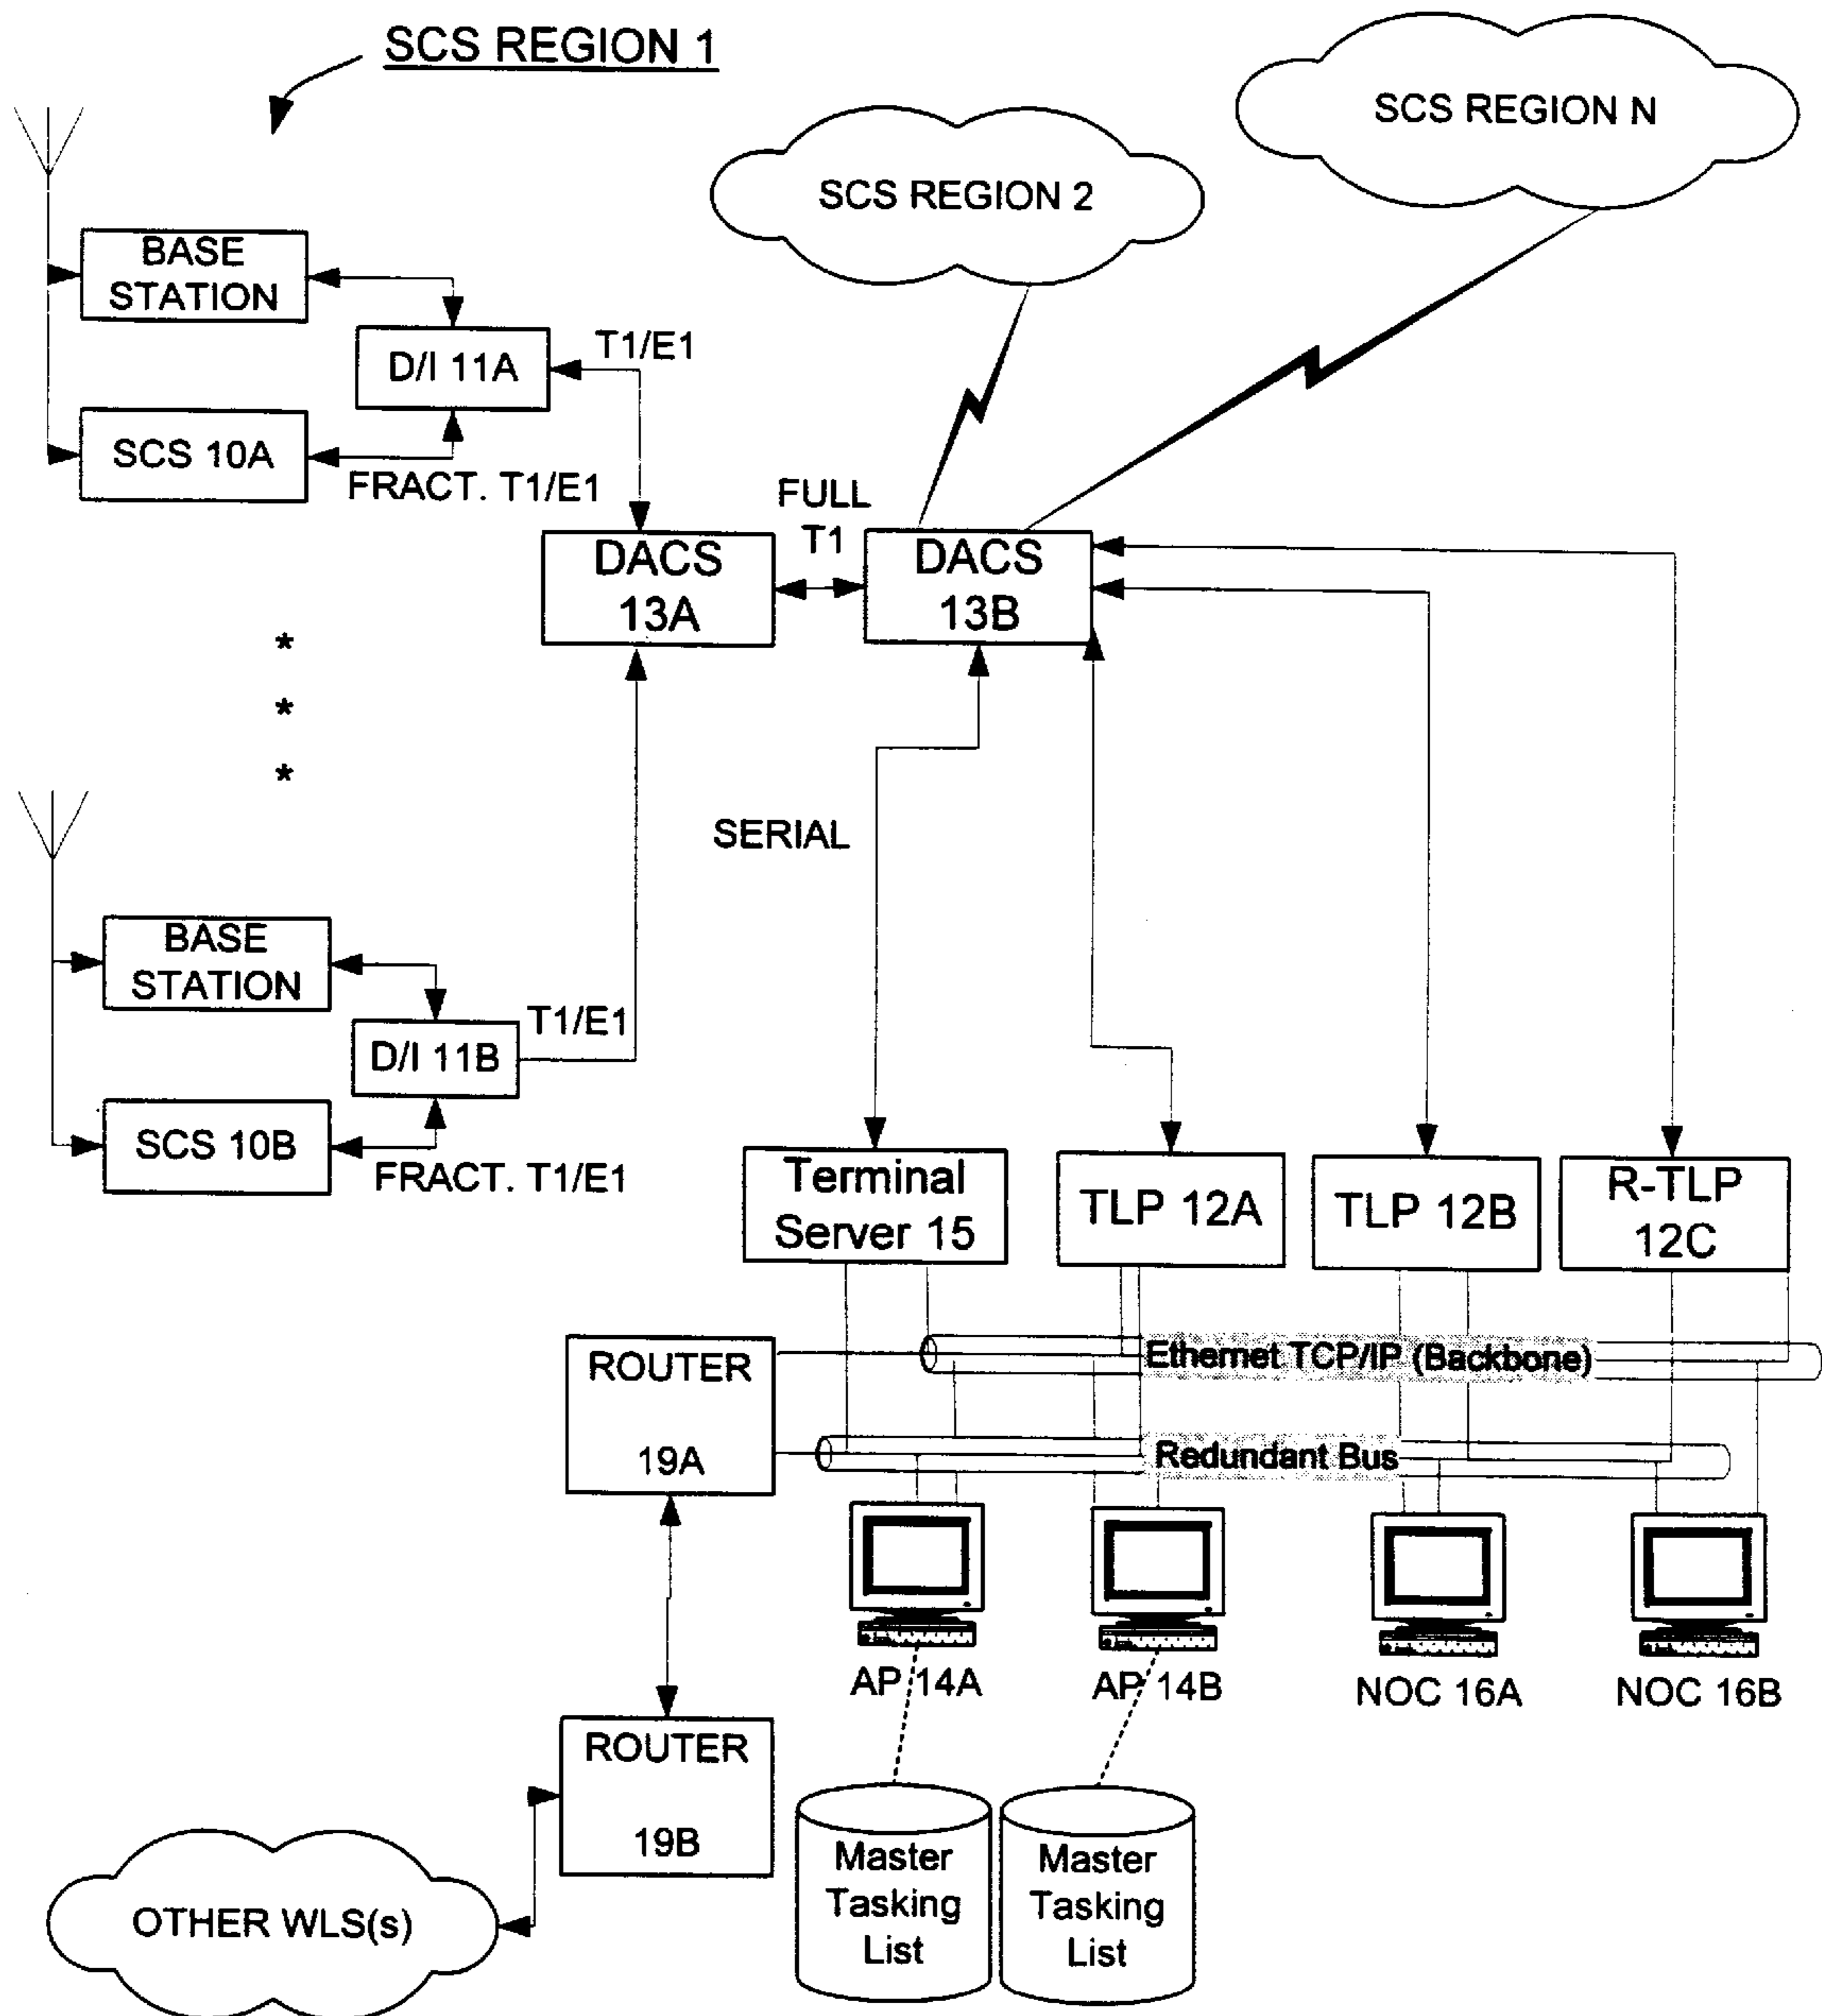 SCS REGION 1
SCS REGION N
SCS REGION 2
BASE
STATION
D/I 11A
T1/E1
SCS 10A
FRACT. T1/E1
FULL
T1
DACS
13A
DACS
13B
*
*
*
SERIAL
BASE
STATION
T1/E1
D/I 11B
SCS 10B
FRACT. T1/E1
Terminal
Server 15
TLP 12A
TLP 12B
R-TLP
12C
ROUTER
19A
Ethernet TCP/IP (Backbone)
Redundant Bus
AP 14A
AP 14B
NOC 16A
NOC 16B
ROUTER
19B
Master
Tasking
List
Master
Tasking
List
OTHER WLS(s)